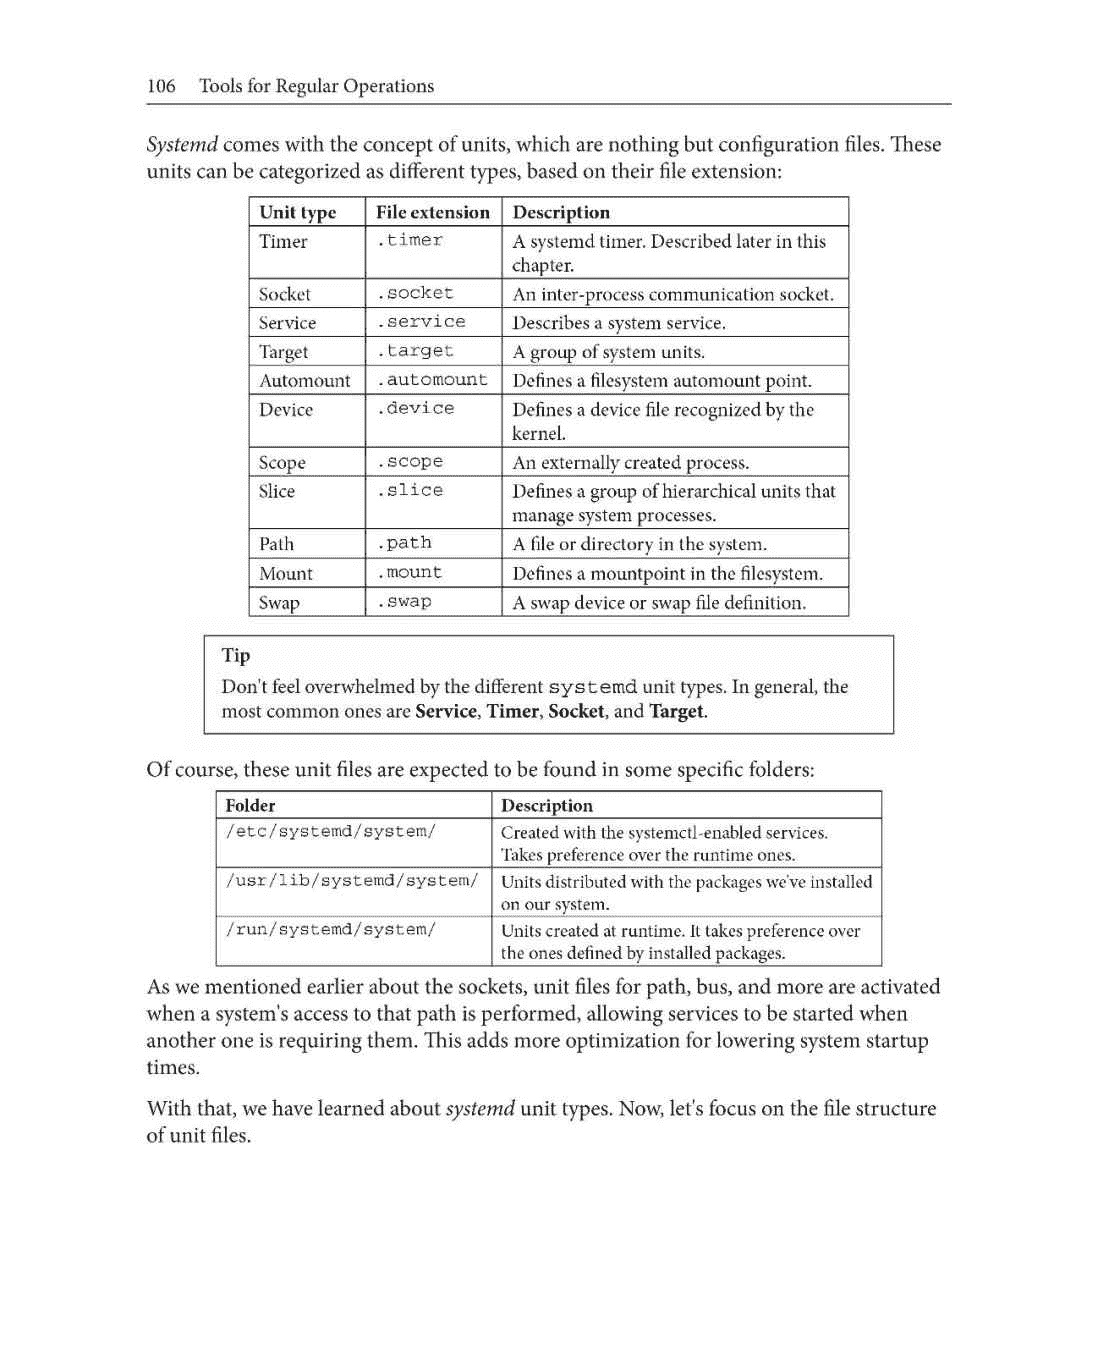 106 Tools for Regular Operations
Systemd comes with the concept of units, which are nothing but configuration files. These
units can be categorized as different types, based on their file extension:
Unit type File extension Description
Timer .timer A systemd timer. Described later in this
chapter.
Socket .socket An inter-process communication socket.
Service .service Describes a system service.
Target .target A group of system units.
Automount .automount Defines a filesystem automount point.
Device .device Defines a device file recognized by the
kernel.
Scope .scope An externally created process.
Slice .slice Defines a group of hierarchical units that
manage system processes.
Path .path A file or directory in the system.
Mount .mount Defines a mountpoint in the filesystem.
Swap .swap A swap device or swap file definition.
Tip
Don't feel overwhelmed by the different systemd unit types. In general, the
most common ones are Service, Timer, Socket, and Target.
Of course, these unit files are expected to be found in some specific folders:
Folder Description
/etc/systemd/system/ Created with the systemctl-enabled services.
Takes preference over the runtime ones.
/usr/lib/systemd/system/ Units distributed with the packages we've installed
on our system.
/run/systemd/system/ Units created at runtime. It takes preference over
the ones defined by installed packages.
As we mentioned earlier about the sockets, unit files for path, bus, and more are activated
when a system's access to that path is performed, allowing services to be started when
another one is requiring them. This adds more optimization for lowering system startup
times.
With that, we have learned about systemd unit types. Now, let's focus on the file structure
of unit files.